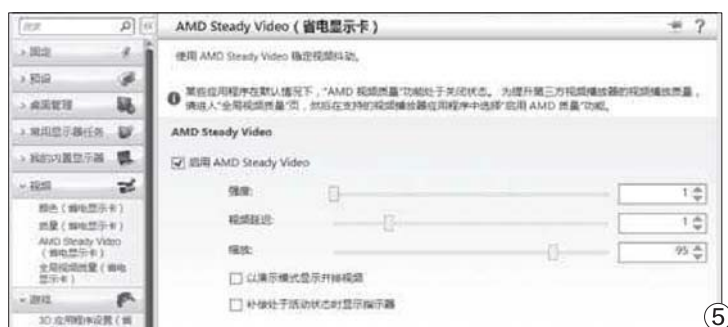 搜索
AMD Steady Video（省电显示卡）
?
›固定
›预设
›桌面管理
›常用显示器任务
›我的内置显示器
视频
颜色（省电显示卡）
质量（省电显示卡）
AMD Steady Video
（省电显示卡）
全局视频质量（省电
显示卡）
游戏
3D 应用程序设置（省
使用 AMD Steady Video 稳定视频抖动。
某些应用程序在默认情况下，“AMD 视频质量”功能处于关闭状态。 为提升第三方视频播放器的视频播放质量，
请进入“全局视频质量”页，然后在支持的视频播放器应用程序中选择“启用 AMD 质量”功能。
AMD Steady Video
启用 AMD Steady Video
强度: 1
视频延迟: 1
缩放: 95
以演示模式显示并排视频
补偿处于活动状态时显示指示器
⑤